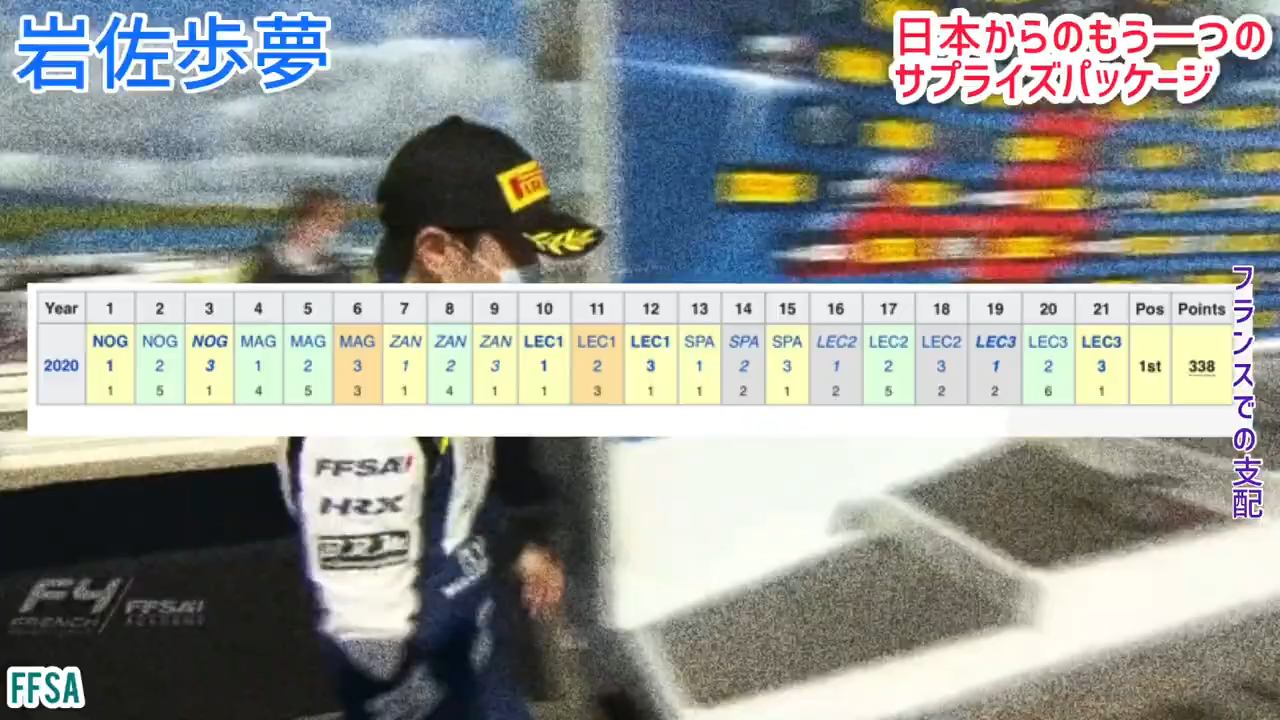 岩佐歩夢
日本からのもう一つの
サプライズパッケージ
Year 1 2 3 4 5 6 7 8 9 10 11 12 13 14 15 16 17 18 19 20 21 Pos Points
NOG NOG NOG MAG MAG MAG ZAN ZAN ZAN LEC1 LEC1 LEC1 SPA SPA SPA LEC2 LEC2 LEC2 LEC3 LEC3 LEC3
2020 1 2 3 1 2 3 1 2 3 1 2 3 1 2 3 1 2 3 1 2 3 1st 338
1 5 1 4 5 3 1 4 1 1 3 1 1 2 1 2 5 2 2 6 1
フランスでの支配
FFSA
HRX
F4 FFSA
FRENCH ACADEMY
FFSA